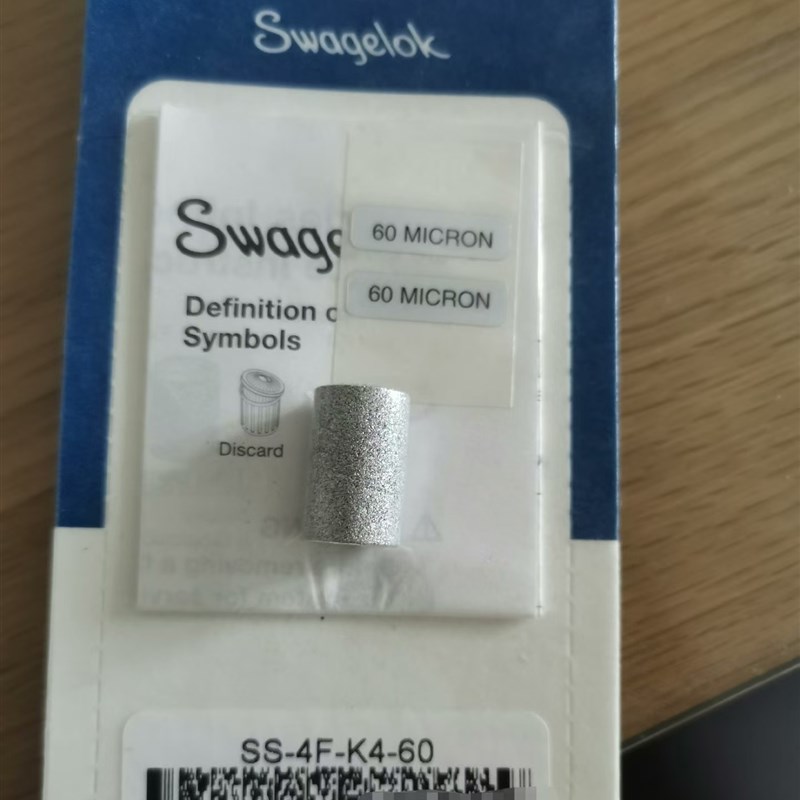 Swagelok
Swage
60 MICRON
60 MICRON
Definition
Symbols
Discard
SS-4F-K4-60